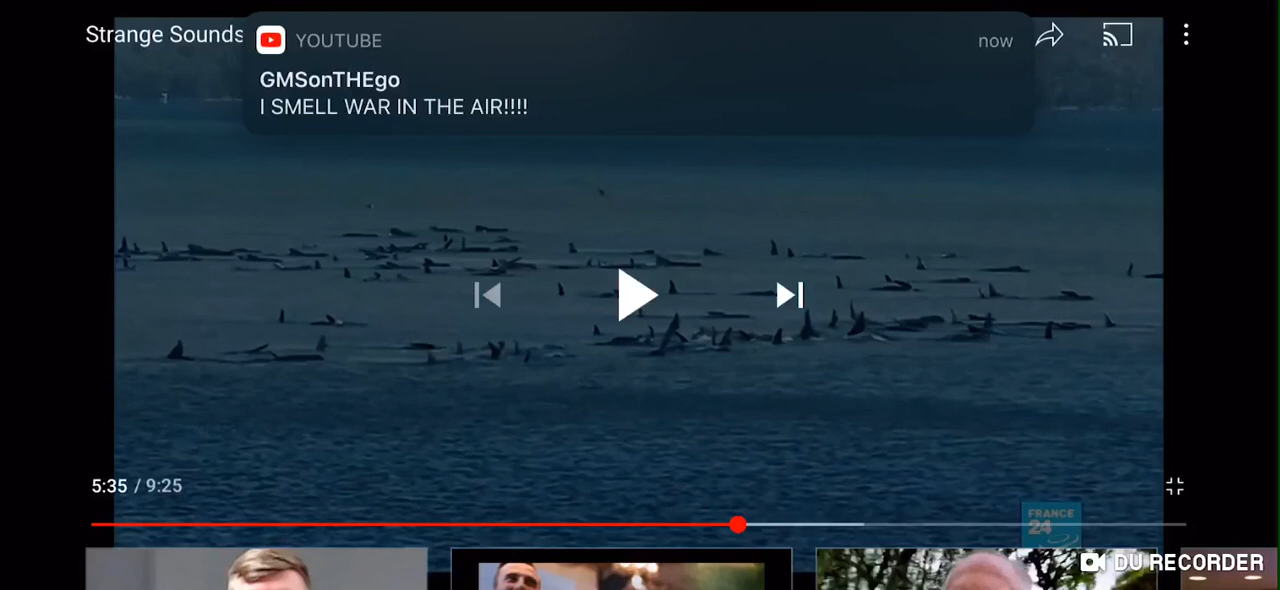 Strange Sounds
YOUTUBE
now
GMSonTHEgo
I SMELL WAR IN THE AIR!!!!
5:35 / 9:25
FRANCE
24
DU RECORDER